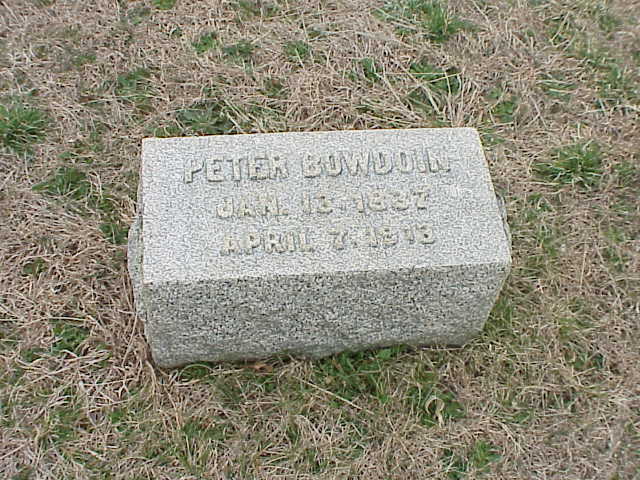 PETER BOWDOIN
JAN. 13-1837
APRIL 7-1913